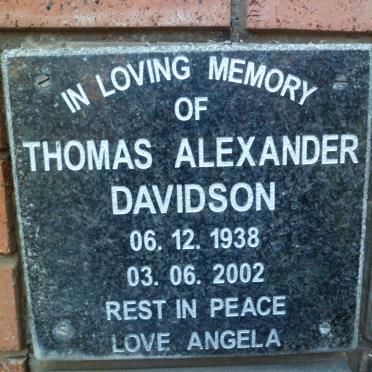 IN LOVING MEMORY
OF
THOMAS ALEXANDER
DAVIDSON
06. 12. 1938
03. 06. 2002
REST IN PEACE
LOVE ANGELA